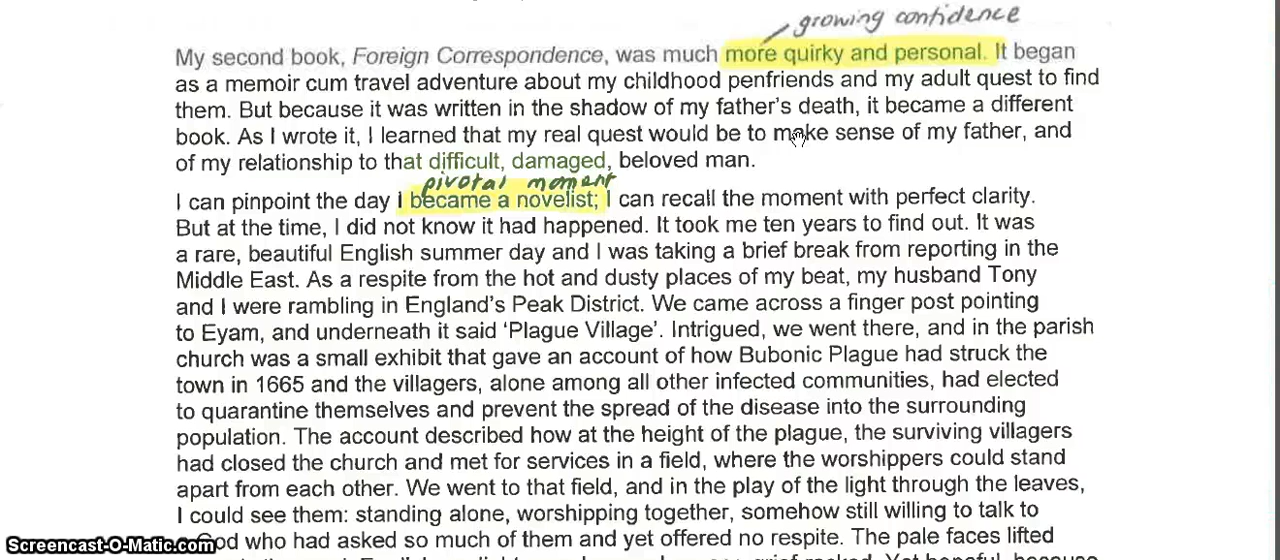 growing confidence
My second book, Foreign Correspondence, was much more quirky and personal. It began
as a memoir cum travel adventure about my childhood penfriends and my adult quest to find
them. But because it was written in the shadow of my father's death, it became a different
book. As I wrote it, I learned that my real quest would be to make sense of my father, and
of my relationship to that difficult, damaged, beloved man.
pivotal moment
I can pinpoint the day I became a novelist; I can recall the moment with perfect clarity.
But at the time, I did not know it had happened. It took me ten years to find out. It was
a rare, beautiful English summer day and I was taking a brief break from reporting in the
Middle East. As a respite from the hot and dusty places of my beat, my husband Tony
and I were rambling in England's Peak District. We came across a finger post pointing
to Eyam, and underneath it said 'Plague Village'. Intrigued, we went there, and in the parish
church was a small exhibit that gave an account of how Bubonic Plague had struck the
town in 1665 and the villagers, alone among all other infected communities, had elected
to quarantine themselves and prevent the spread of the disease into the surrounding
population. The account described how at the height of the plague, the surviving villagers
had closed the church and met for services in a field, where the worshippers could stand
apart from each other. We went to that field, and in the play of the light through the leaves,
I could see them: standing alone, worshipping together, somehow still willing to talk to
who had asked so much of them and yet offered no respite. The pale faces lifted
Screencast-O-Matic.com